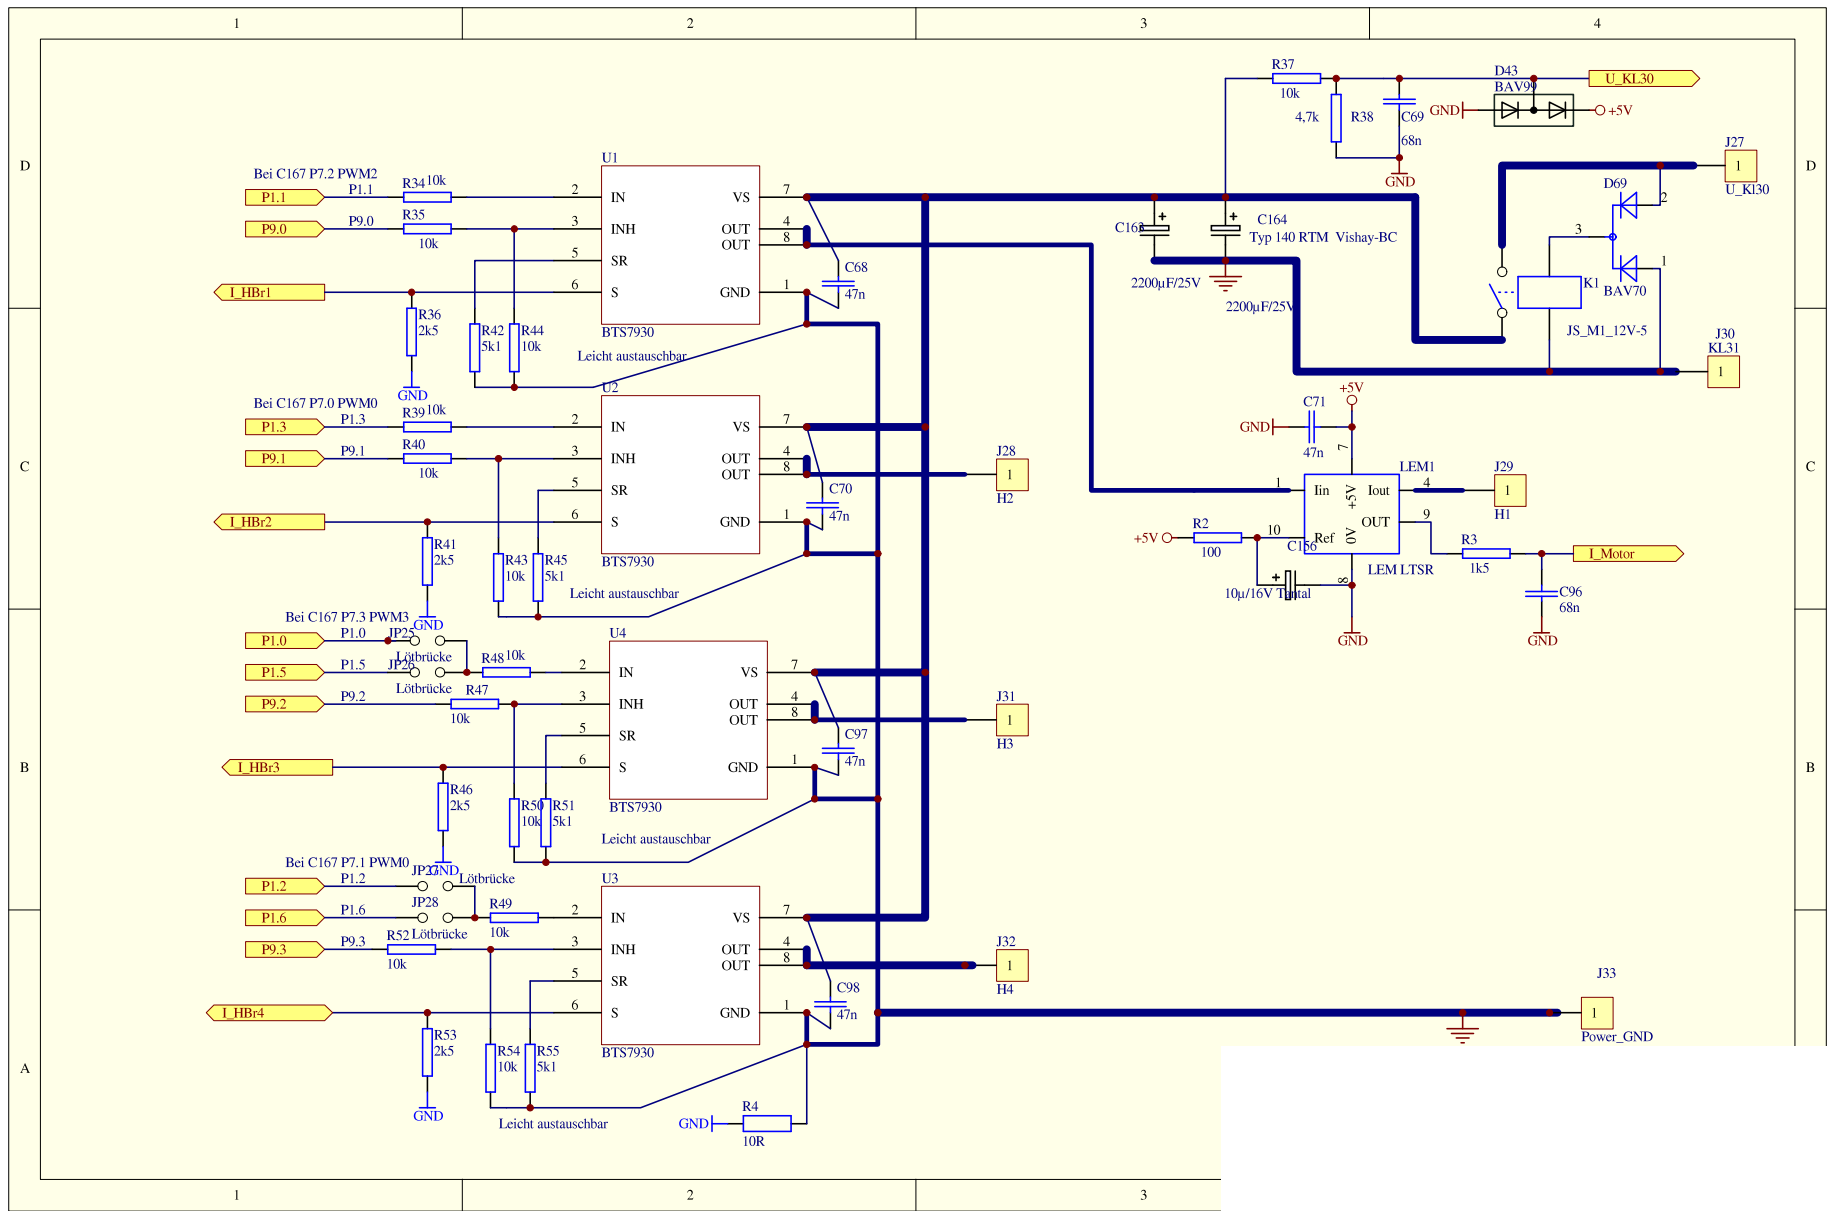 1 2 3 4
D
C
B
A
D
C
B
1 2 3
Bei C167 P7.2 PWM2
P1.1 P1.1 R34 10k
P9.0 P9.0 R35
10k
I_HBr1
R36
2k5
GND
R42
5k1
R44
10k
Leicht austauschbar
U1
2 IN VS 7
3 INH OUT 4
OUT 8
5 SR
6 S GND 1
BTS7930
C68
47n
Bei C167 P7.0 PWM0
P1.3 P1.3 R39 10k
P9.1 P9.1 R40
10k
I_HBr2
R41
2k5
GND
R43
10k
R45
5k1
Leicht austauschbar
U2
2 IN VS 7
3 INH OUT 4
OUT 8
5 SR
6 S GND 1
BTS7930
C70
47n
J28
1
H2
Bei C167 P7.3 PWM3
P1.0 P1.0 JP25
Lötbrücke
P1.5 P1.5 JP26 R48 10k
Lötbrücke
P9.2 P9.2 R47
10k
I_HBr3
R46
2k5
GND
R50
10k
R51
5k1
Leicht austauschbar
U4
2 IN VS 7
3 INH OUT 4
OUT 8
5 SR
6 S GND 1
BTS7930
C97
47n
J31
1
H3
Bei C167 P7.1 PWM0
P1.2 P1.2 JP27 Lötbrücke
P1.6 P1.6 JP28 R49
10k
Lötbrücke
P9.3 P9.3 R52
10k
I_HBr4
R53
2k5
GND
R54
10k
R55
5k1
Leicht austauschbar
U3
2 IN VS 7
3 INH OUT 4
OUT 8
5 SR
6 S GND 1
BTS7930
C98
47n
J32
1
H4
GND R4
10R
R37
10k
4,7k R38
C69
68n
GND
D43
BAV99
GND +5V
U_KL30
J27
1
U_Kl30
D69
2
3
1
BAV70
K1
JS_M1_12V-5
J30
KL31
1
2200µF/25V
C164
Typ 140 RTM Vishay-BC
2200µF/25V
+5V
C71
GND
47n
7
LEM1
1 Iin +5V Iout 4
OUT 9
10 Ref 0V
8
LEM LTSR
J29
1
H1
+5V R2
100
C156
10µ/16V Tantal
GND
R3
1k5
I_Motor
C96
68n
GND
J33
1
Power_GND